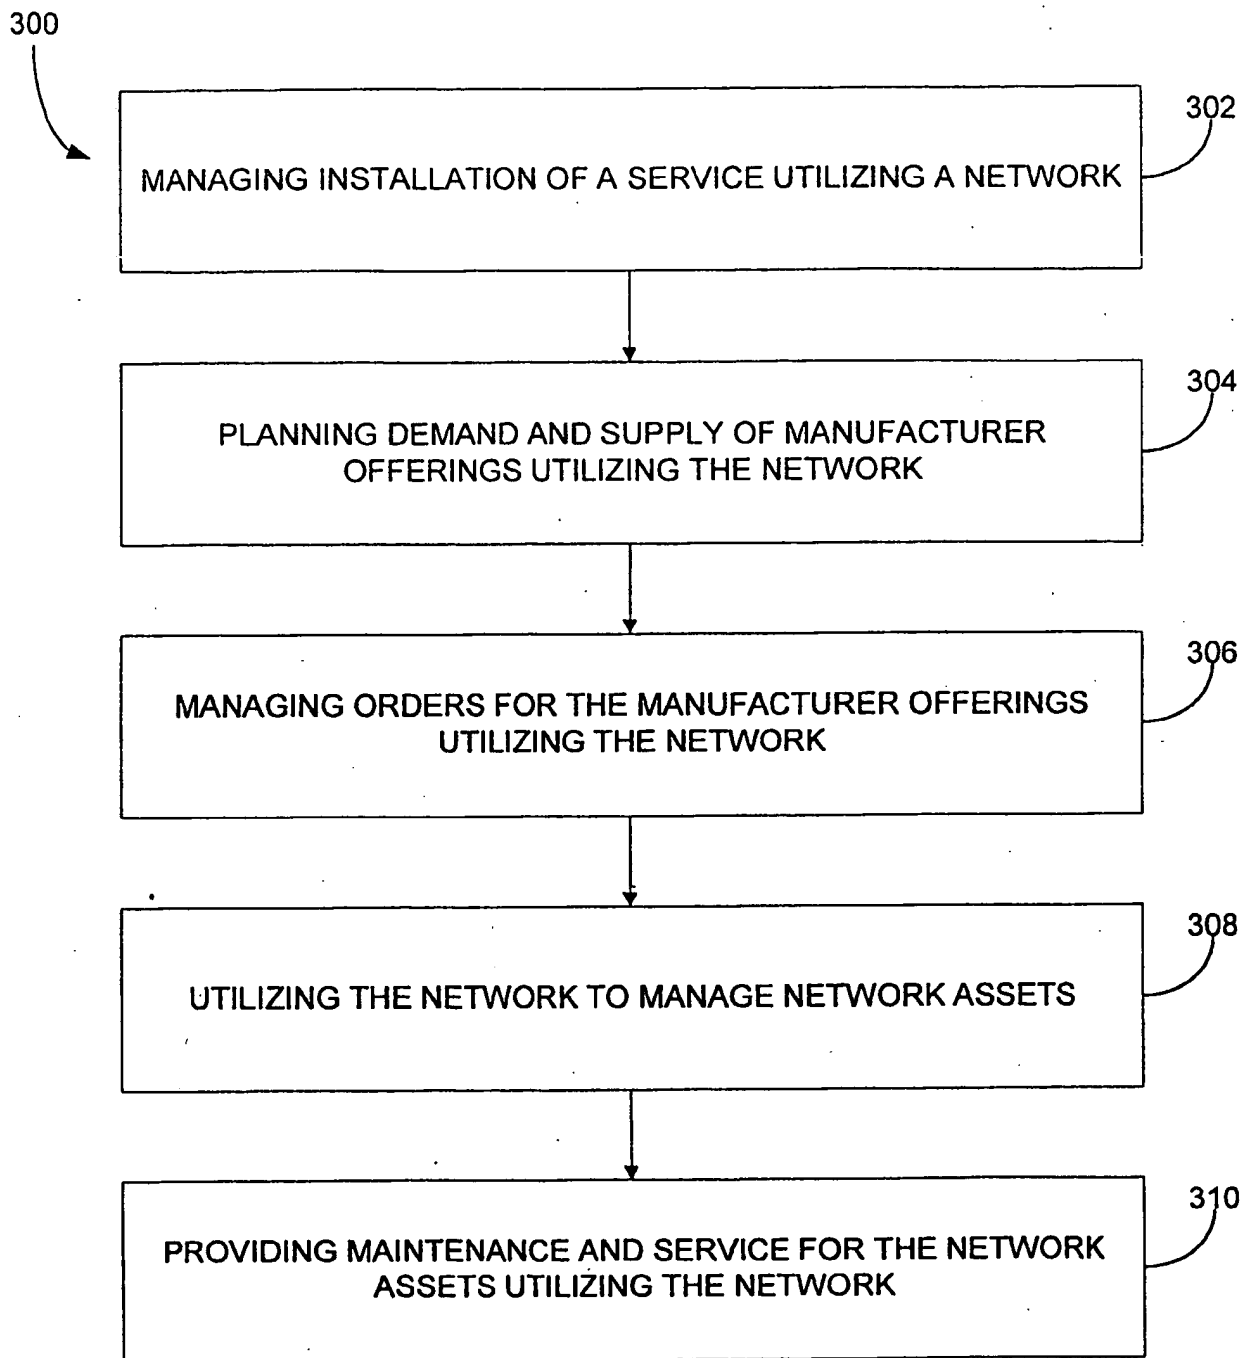 300
302
MANAGING INSTALLATION OF A SERVICE UTILIZING A NETWORK
304
PLANNING DEMAND AND SUPPLY OF MANUFACTURER
OFFERINGS UTILIZING THE NETWORK
306
MANAGING ORDERS FOR THE MANUFACTURER OFFERINGS
UTILIZING THE NETWORK
308
UTILIZING THE NETWORK TO MANAGE NETWORK ASSETS
310
PROVIDING MAINTENANCE AND SERVICE FOR THE NETWORK
ASSETS UTILIZING THE NETWORK